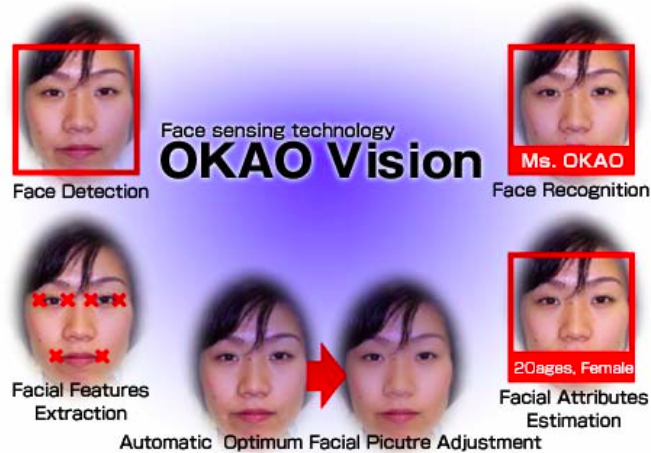 Face sensing technology
OKAO Vision
Face Detection
Ms. OKAO
Face Recognition
Facial Features
Extraction
20ages, Female
Facial Attributes
Estimation
Automatic Optimum Facial Picutre Adjustment